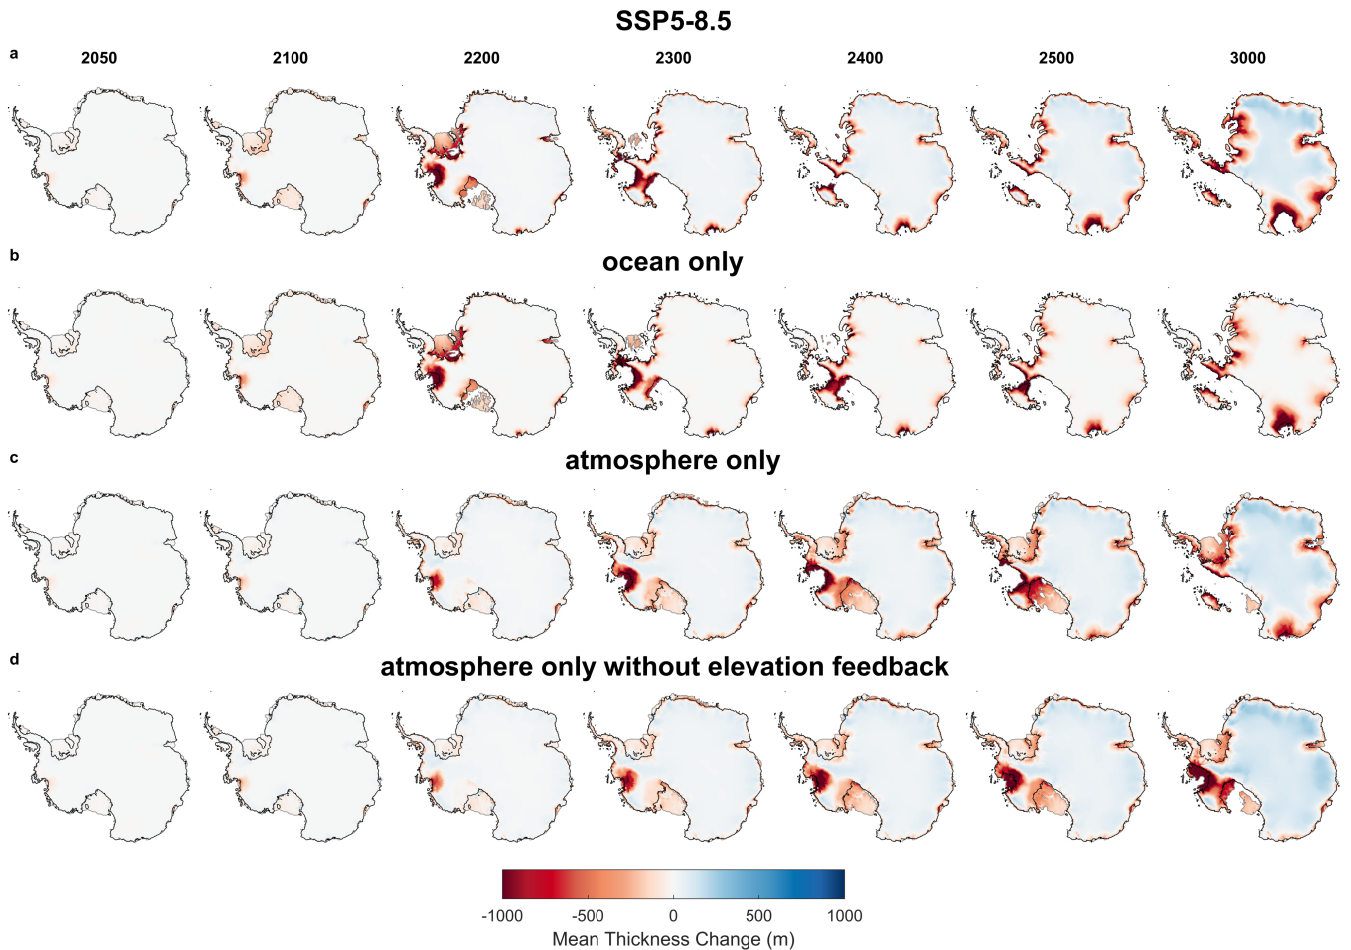 SSP5-8.5
a
2050 2100 2200 2300 2400 2500 3000
b
ocean only
c
atmosphere only
d
atmosphere only without elevation feedback
-1000 -500 0 500 1000
Mean Thickness Change (m)